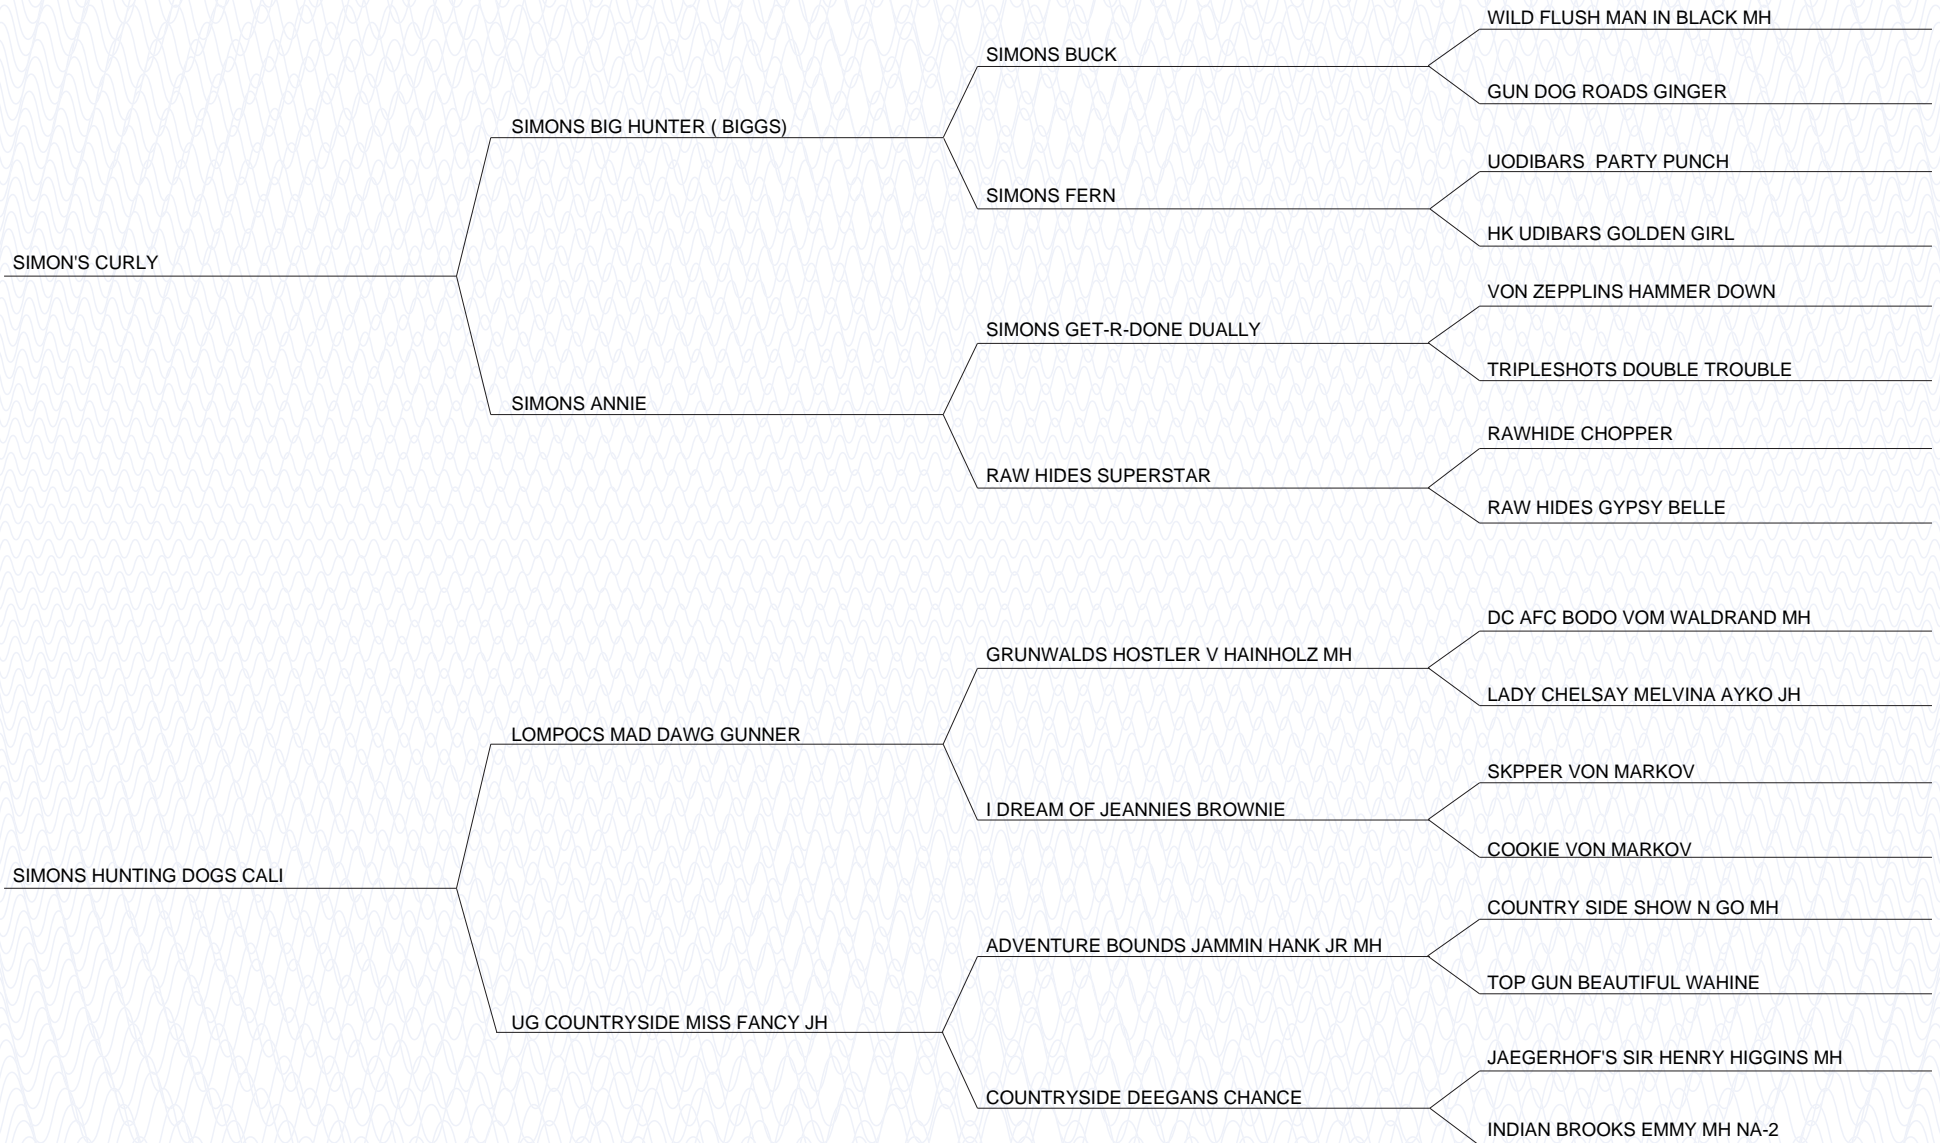 WILD FLUSH MAN IN BLACK MH
SIMONS BUCK
GUN DOG ROADS GINGER
SIMONS BIG HUNTER ( BIGGS)
UODIBARS  PARTY PUNCH
SIMONS FERN
HK UDIBARS GOLDEN GIRL
SIMON'S CURLY
VON ZEPPLINS HAMMER DOWN
SIMONS GET-R-DONE DUALLY
TRIPLESHOTS DOUBLE TROUBLE
SIMONS ANNIE
RAWHIDE CHOPPER
RAW HIDES SUPERSTAR
RAW HIDES GYPSY BELLE
DC AFC BODO VOM WALDRAND MH
GRUNWALDS HOSTLER V HAINHOLZ MH
LADY CHELSAY MELVINA AYKO JH
LOMPOCS MAD DAWG GUNNER
SKPPER VON MARKOV
I DREAM OF JEANNIES BROWNIE
COOKIE VON MARKOV
SIMONS HUNTING DOGS CALI
COUNTRY SIDE SHOW N GO MH
ADVENTURE BOUNDS JAMMIN HANK JR MH
TOP GUN BEAUTIFUL WAHINE
UG COUNTRYSIDE MISS FANCY JH
JAEGERHOF'S SIR HENRY HIGGINS MH
COUNTRYSIDE DEEGANS CHANCE
INDIAN BROOKS EMMY MH NA-2